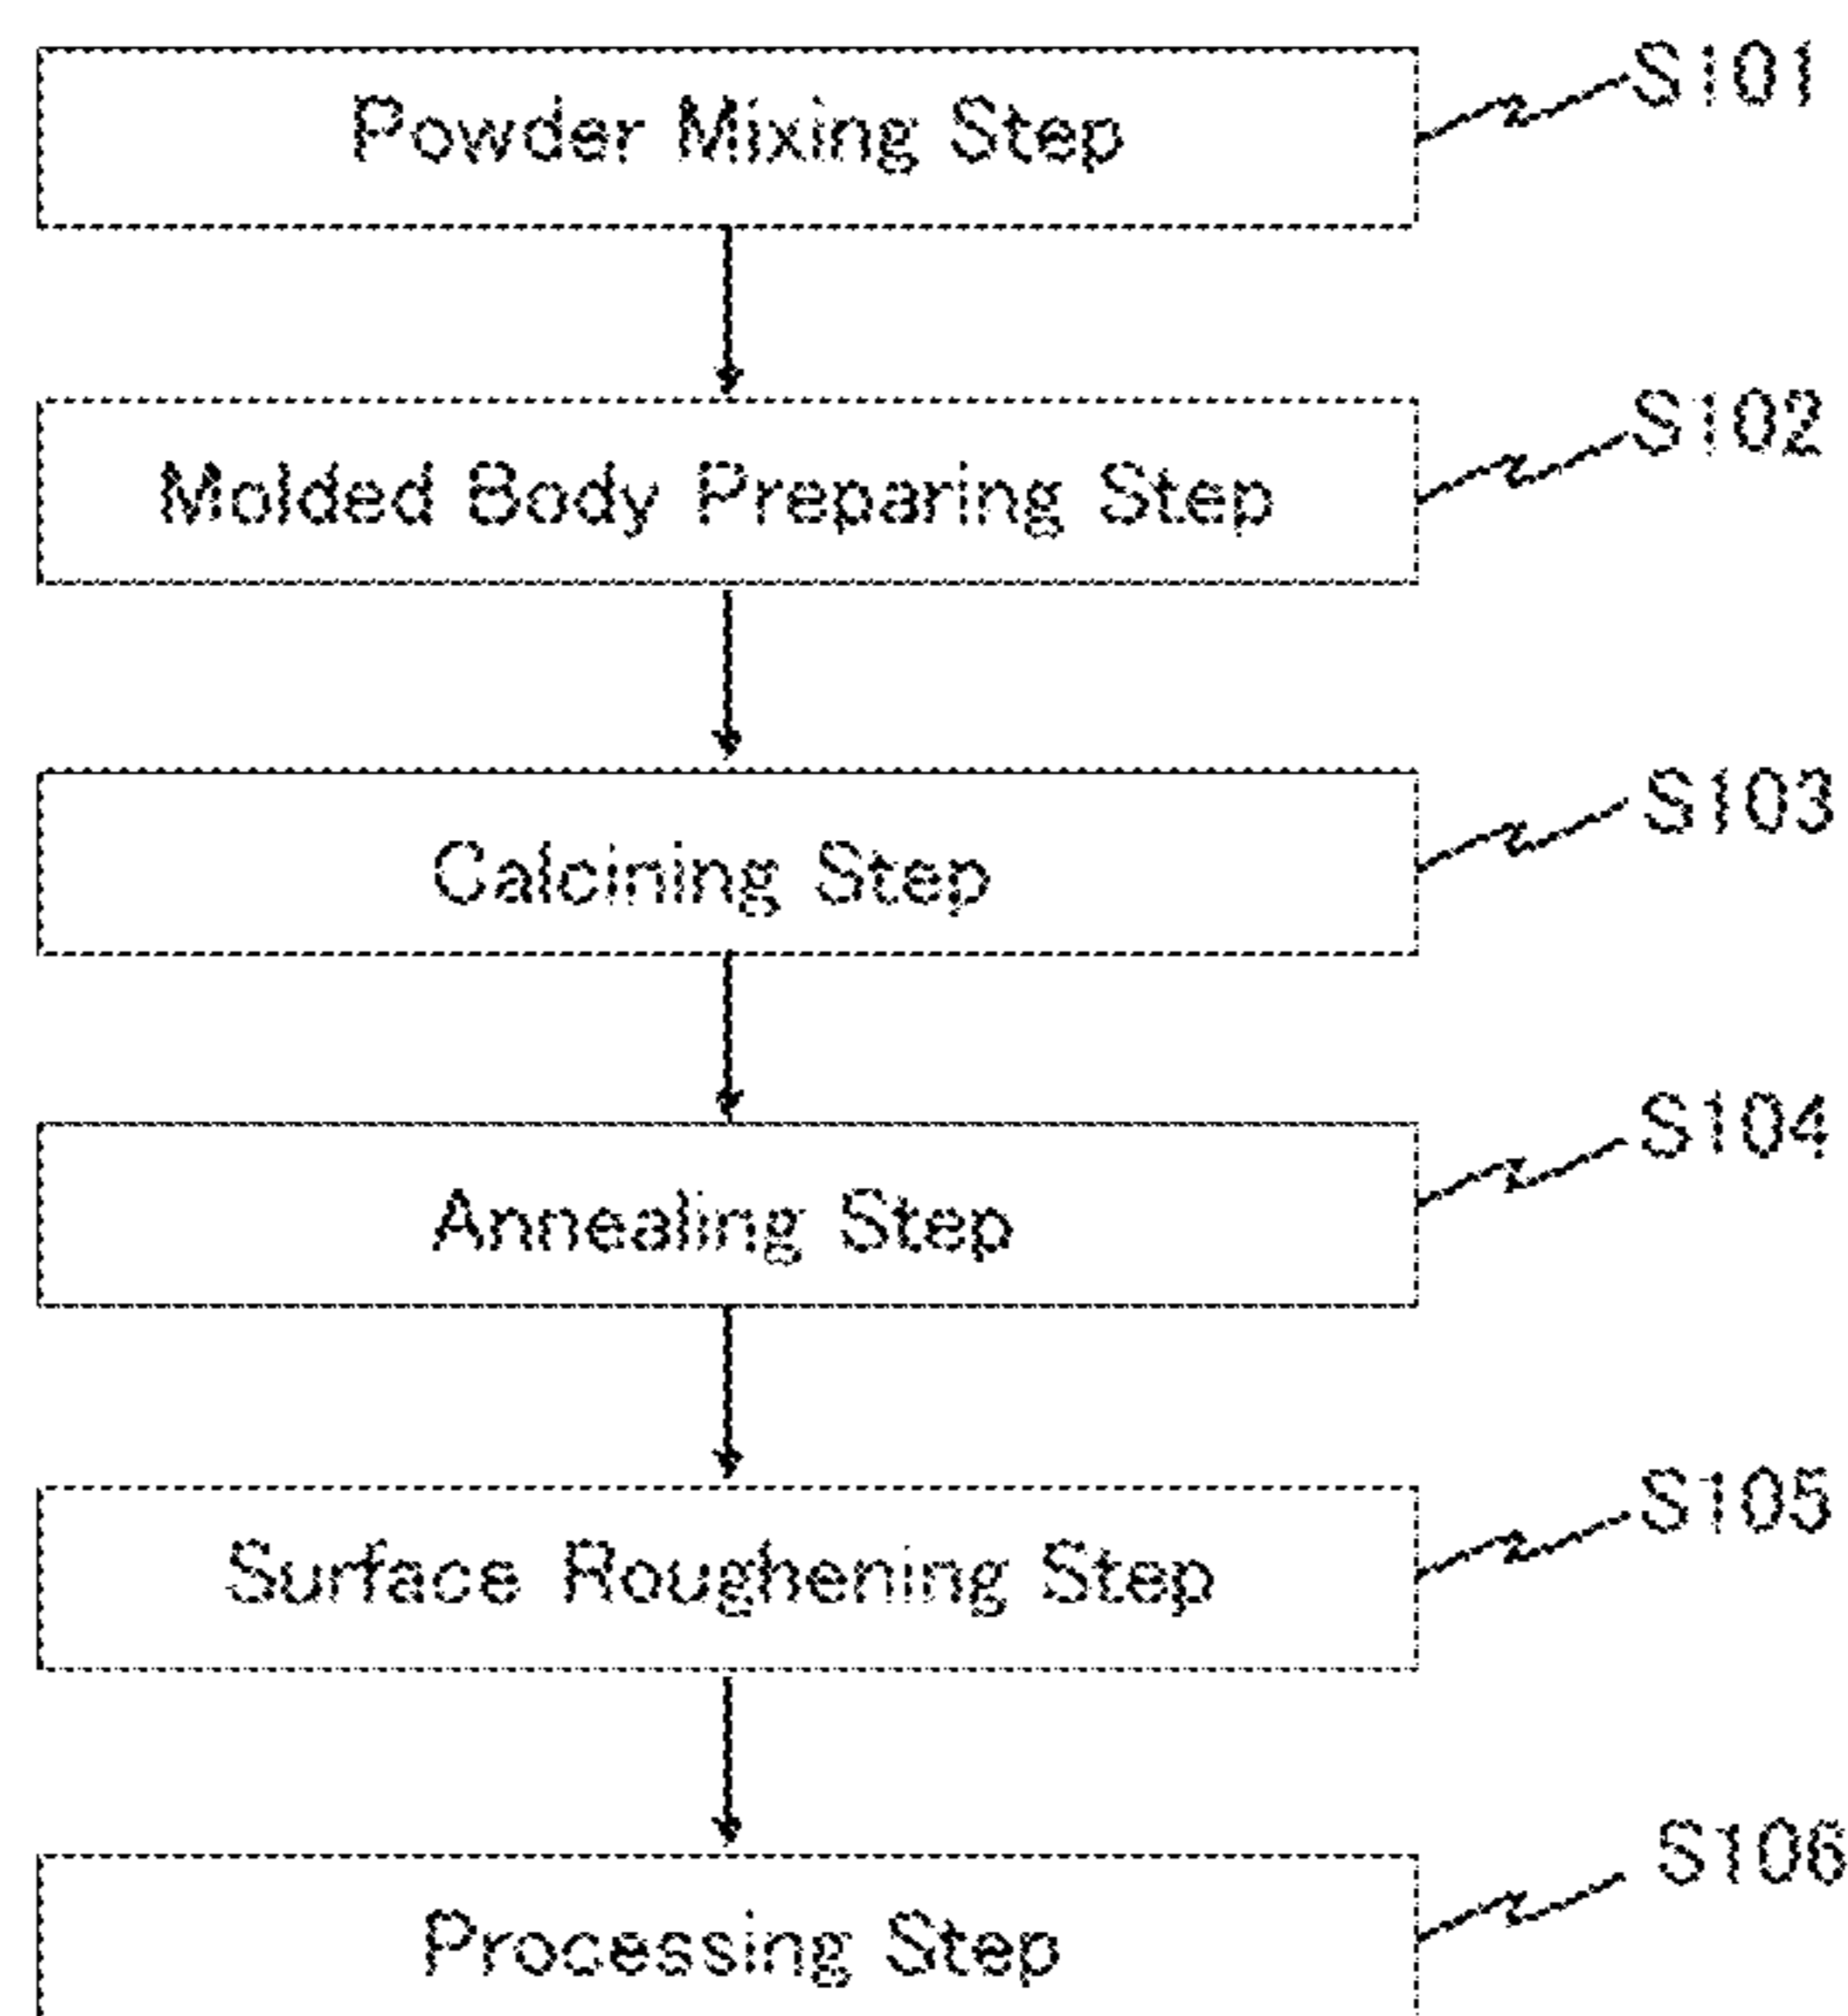 S101
Powder Mixing Step
S102
Molded Body Preparing Step
S103
Calcining Step
S104
Annealing Step
S105
Surface Roughening Step
S106
Processing Step